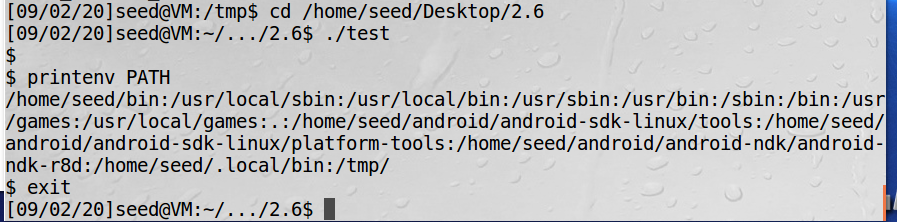 [09/02/20]seed@VM:/tmp$ cd /home/seed/Desktop/2.6
[09/02/20]seed@VM:~/.../2.6$ ./test
$
$ printenv PATH
/home/seed/bin:/usr/local/sbin:/usr/local/bin:/usr/sbin:/usr/bin:/sbin:/bin:/usr
/games:/usr/local/games:.:/home/seed/android/android-sdk-linux/tools:/home/seed/
android/android-sdk-linux/platform-tools:/home/seed/android/android-ndk/android-
ndk-r8d:/home/seed/.local/bin:/tmp/
$ exit
[09/02/20]seed@VM:~/.../2.6$